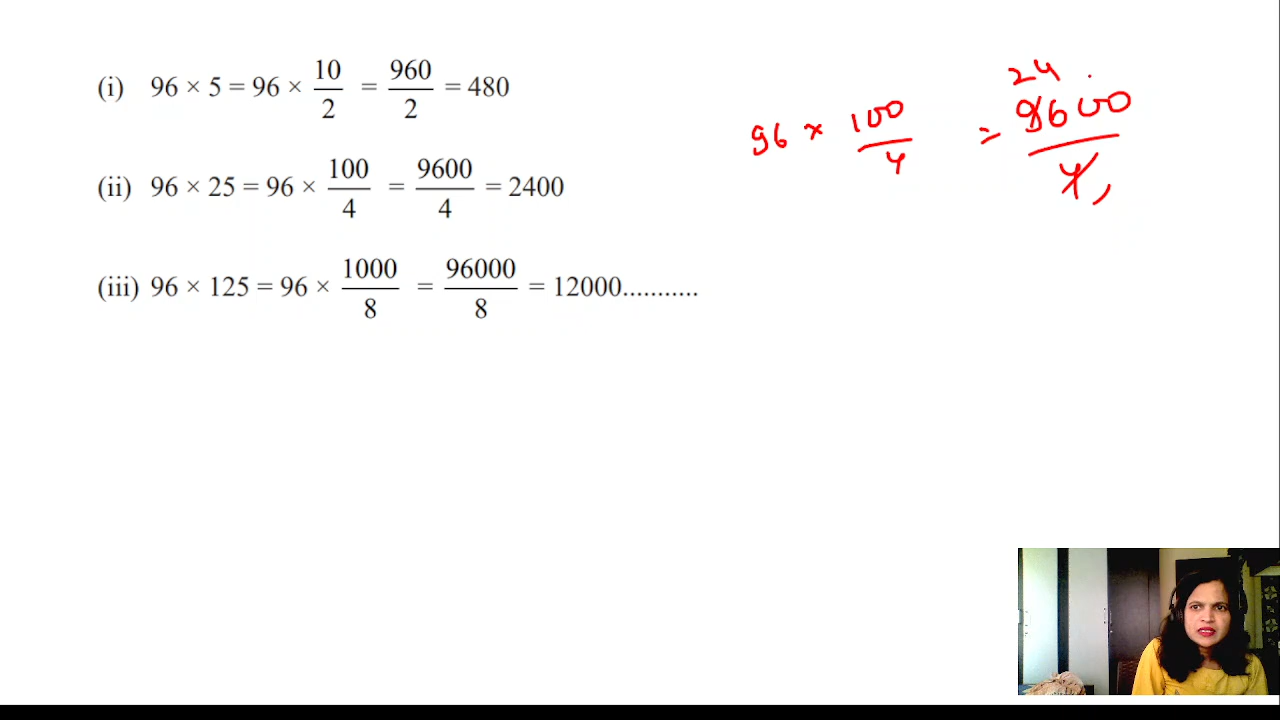 (i) 96 × 5 = 96 × 10/2 = 960/2 = 480
(ii) 96 × 25 = 96 × 100/4 = 9600/4 = 2400
(iii) 96 × 125 = 96 × 1000/8 = 96000/8 = 12000...........
24
96 × 100/4 = 9600/4